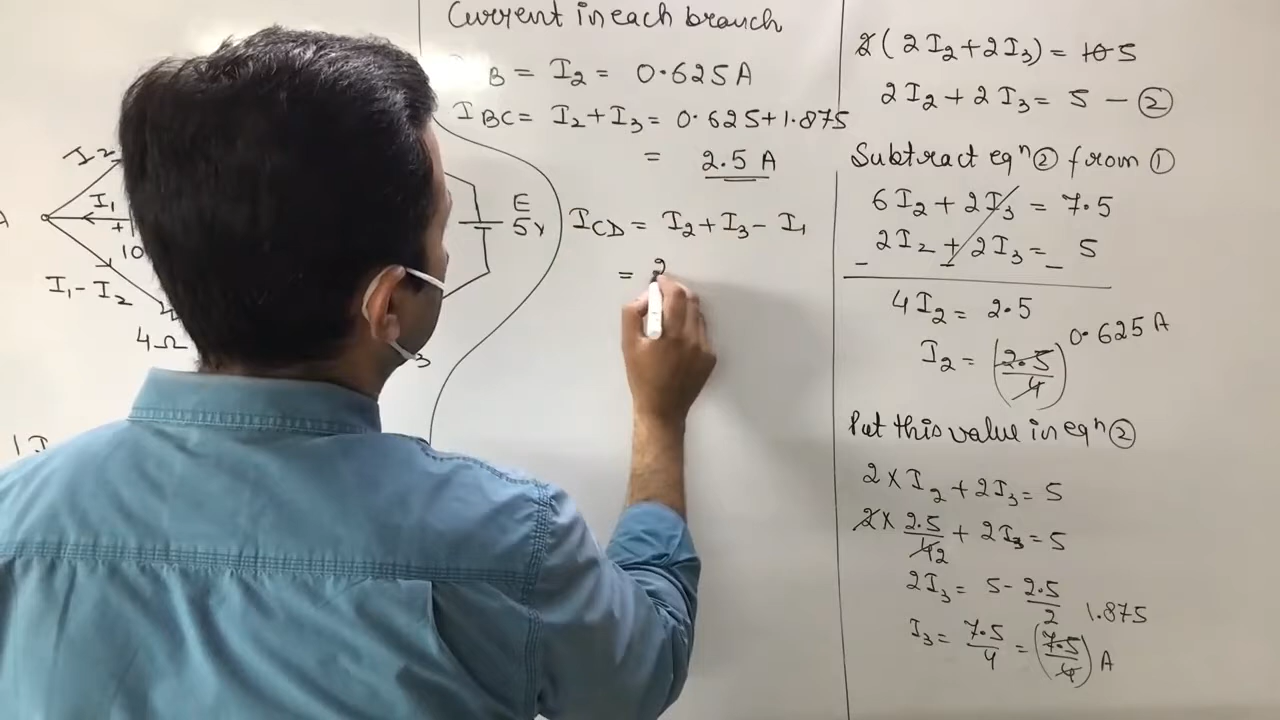 I2
I1
+
10
I1 - I2
4Ω
E
5v
3
Current in each branch
B = I2 = 0.625 A
IBC = I2 + I3 = 0.625 + 1.875
= 2.5 A
ICD = I2 + I3 - I1
= 2
2(2I2 + 2I3) = 10 5
2I2 + 2I3 = 5 - ②
Subtract eqⁿ ② from ①
6I2 + 2I3 = 7.5
- 2I2 + 2I3 = - 5
4I2 = 2.5
I2 = (2.5/4) 0.625 A
Put this value in eqⁿ ②
2 × I2 + 2I3 = 5
2 × 2.5/4 2 + 2I3 = 5
2I3 = 5 - 2.5/2
I3 = 7.5/4 = (7.5/4) 1.875 A